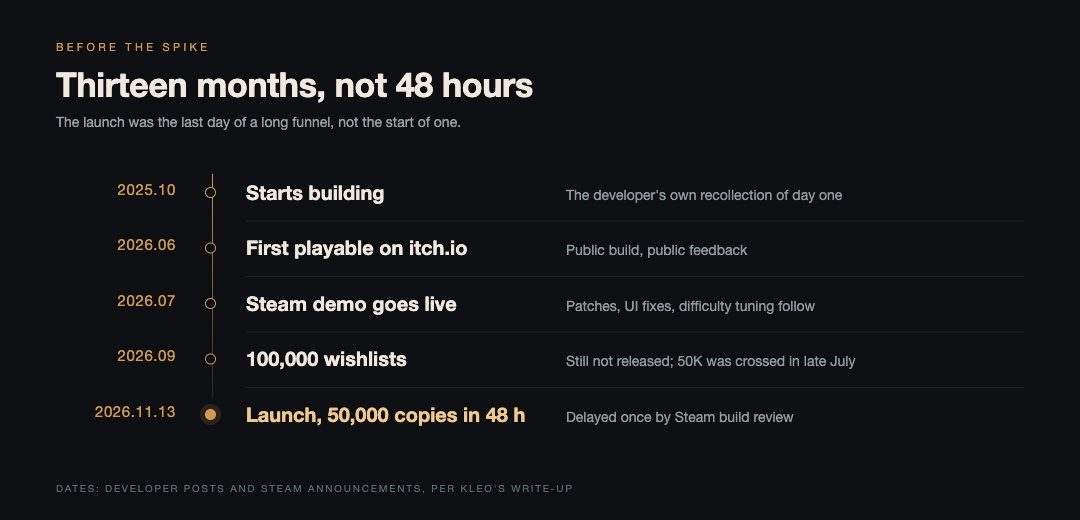 BEFORE THE SPIKE
Thirteen months, not 48 hours
The launch was the last day of a long funnel, not the start of one.
2025.10 Starts building The developer's own recollection of day one
2026.06 First playable on itch.io Public build, public feedback
2026.07 Steam demo goes live Patches, UI fixes, difficulty tuning follow
2026.09 100,000 wishlists Still not released; 50K was crossed in late July
2026.11.13 Launch, 50,000 copies in 48 h Delayed once by Steam build review
DATES: DEVELOPER POSTS AND STEAM ANNOUNCEMENTS, PER KLEO'S WRITE-UP